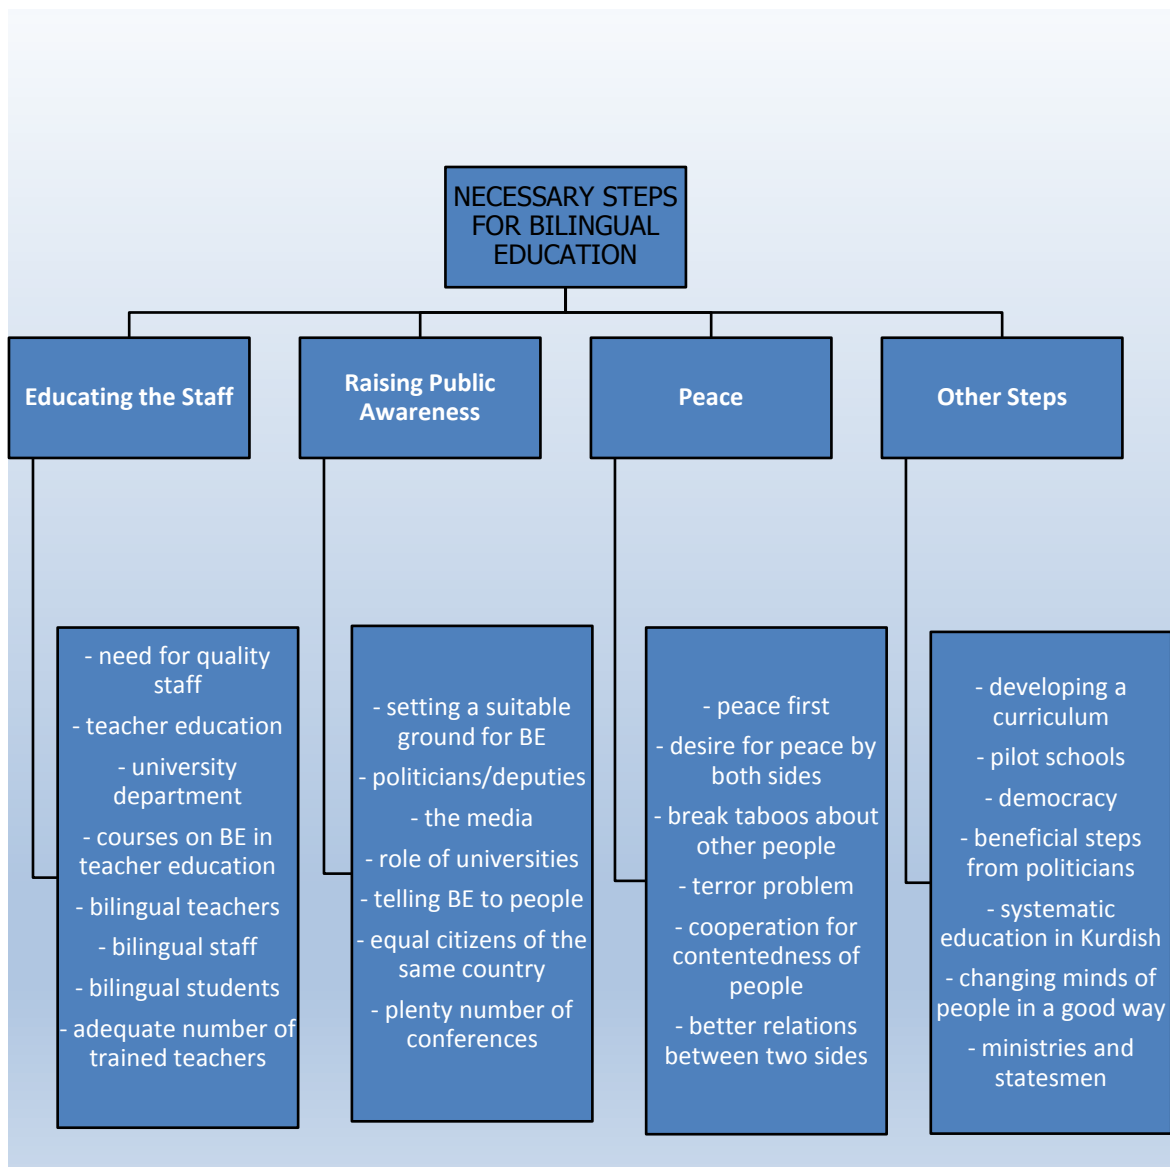 NECESSARY STEPS
FOR BILINGUAL
EDUCATION
Educating the Staff
Raising Public
Awareness
Peace
Other Steps
- need for quality
staff
- teacher education
- university
department
- courses on BE in
teacher education
- bilingual teachers
- bilingual staff
- bilingual students
- adequate number of
trained teachers
- setting a suitable
ground for BE
- politicians/deputies
- the media
- role of universities
- telling BE to people
- equal citizens of the
same country
- plenty number of
conferences
- peace first
- desire for peace by
both sides
- break taboos about
other people
- terror problem
- cooperation for
contentedness of
people
- better relations
between two sides
- developing a
curriculum
- pilot schools
- democracy
- beneficial steps
from politicians
- systematic
education in Kurdish
- changing minds of
people in a good way
- ministries and
statesmen